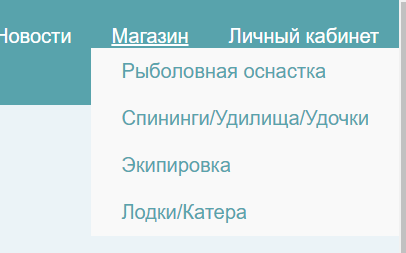 Новости Магазин Личный кабинет
Рыболовная оснастка
Спининги/Удилища/Удочки
Экипировка
Лодки/Катера